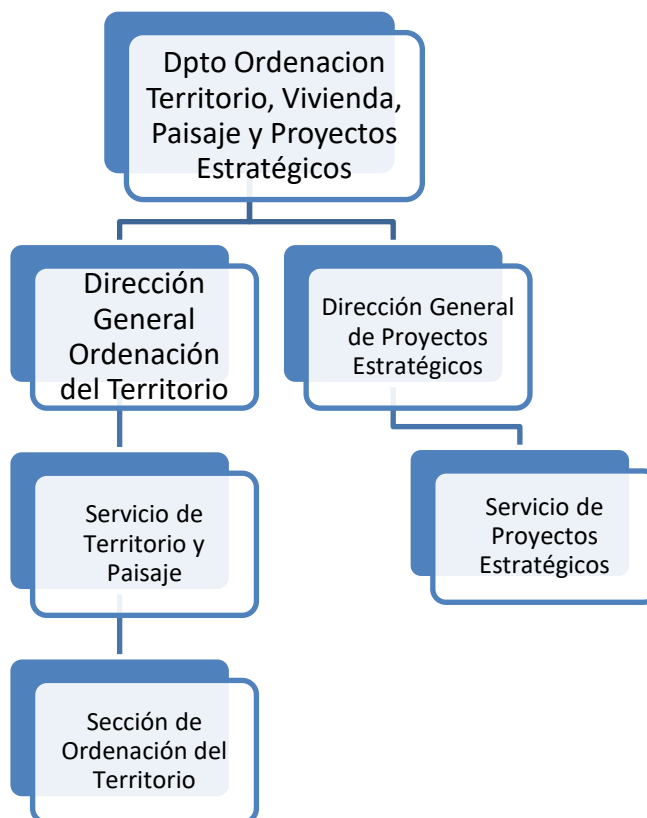 Dpto Ordenacion
Territorio, Vivienda,
Paisaje y Proyectos
Estratégicos
Dirección
General
Ordenación
del Territorio
Dirección General
de Proyectos
Estratégicos
Servicio de
Territorio y
Paisaje
Servicio de
Proyectos
Estratégicos
Sección de
Ordenación del
Territorio